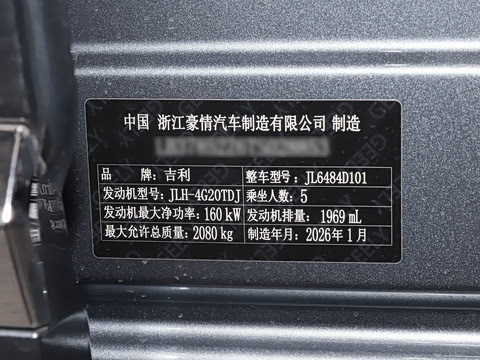 中国 浙江豪情汽车制造有限公司 制造
品 牌:吉利 整车型号:JL6484D101
发动机型号:JLH-4G20TDJ 乘坐人数:5
发动机最大净功率:160 kW 发动机排量:1969 mL
最大允许总质量:2080 kg 制造年月:2026年1月